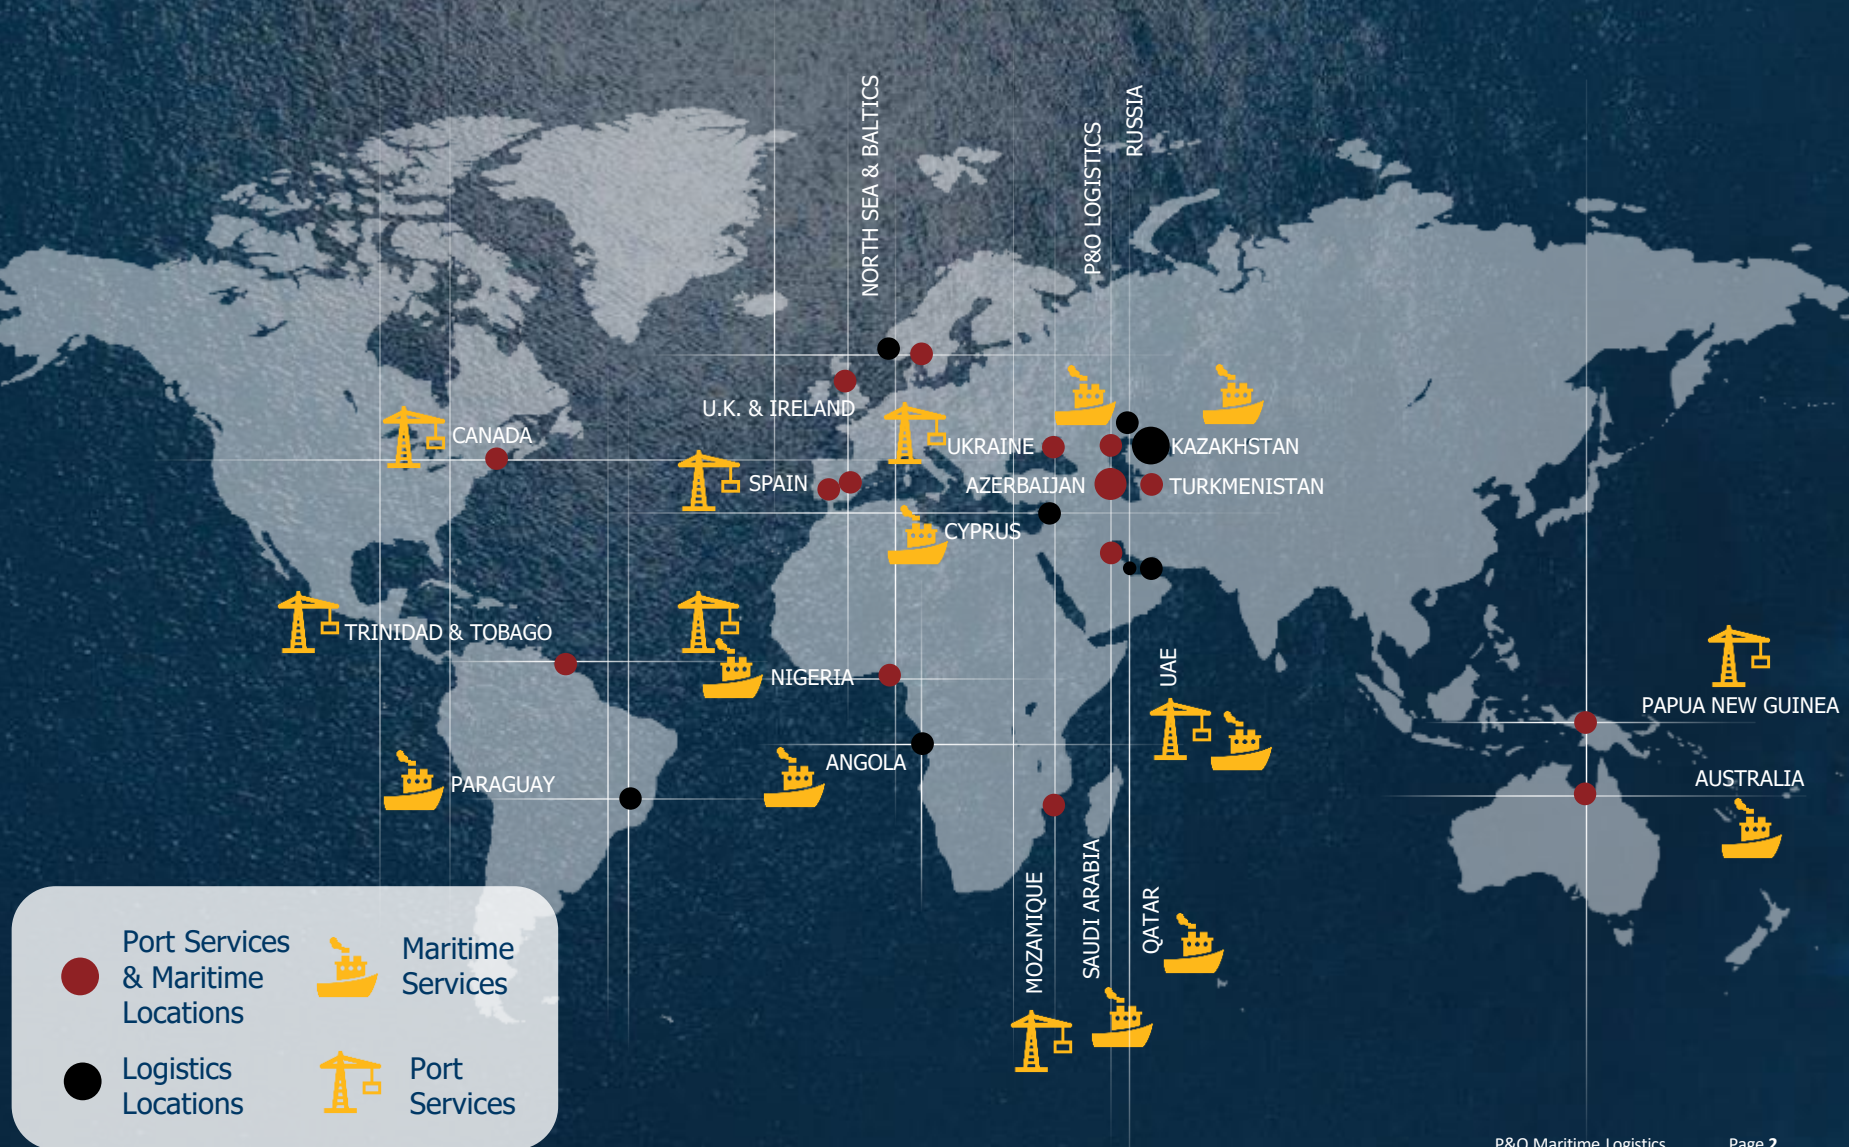 NORTH SEA & BALTICS
P&O LOGISTICS
RUSSIA
U.K. & IRELAND
CANADA
UKRAINE
KAZAKHSTAN
SPAIN
AZERBAIJAN
TURKMENISTAN
CYPRUS
TRINIDAD & TOBAGO
NIGERIA
UAE
PAPUA NEW GUINEA
ANGOLA
PARAGUAY
AUSTRALIA
MOZAMIQUE
SAUDI ARABIA
QATAR
Port Services
& Maritime
Locations
Maritime
Services
Logistics
Locations
Port
Services
P&O Maritime Logistics
Page 2